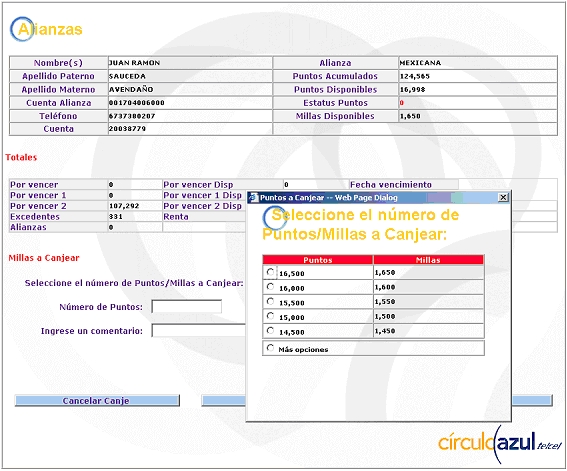 Alianzas
Nombre(s) JUAN RAMON Alianza MEXICANA
Apellido Paterno SAUCEDA Puntos Acumulados 124,565
Apellido Materno AVENDAÑO Puntos Disponibles 16,998
Cuenta Alianza 001704006000 Estatus Puntos 0
Teléfono 6737380207 Millas Disponibles 1,650
Cuenta 20038779
Totales
Por vencer 0 Por vencer Disp 0 Fecha vencimiento
Por vencer 1 0 Por vencer 1 Disp
Por vencer 2 107,292 Por vencer 2 Disp
Excedentes 331 Renta
Alianzas 0
Millas a Canjear
Seleccione el número de Puntos/Millas a Canjear:
Número de Puntos:
Ingrese un comentario:
Cancelar Canje
Puntos a Canjear -- Web Page Dialog
Seleccione el número de
Puntos/Millas a Canjear:
Puntos Millas
16,500 1,650
16,000 1,600
15,500 1,550
15,000 1,500
14,500 1,450
Más opciones
círculoazul telcel